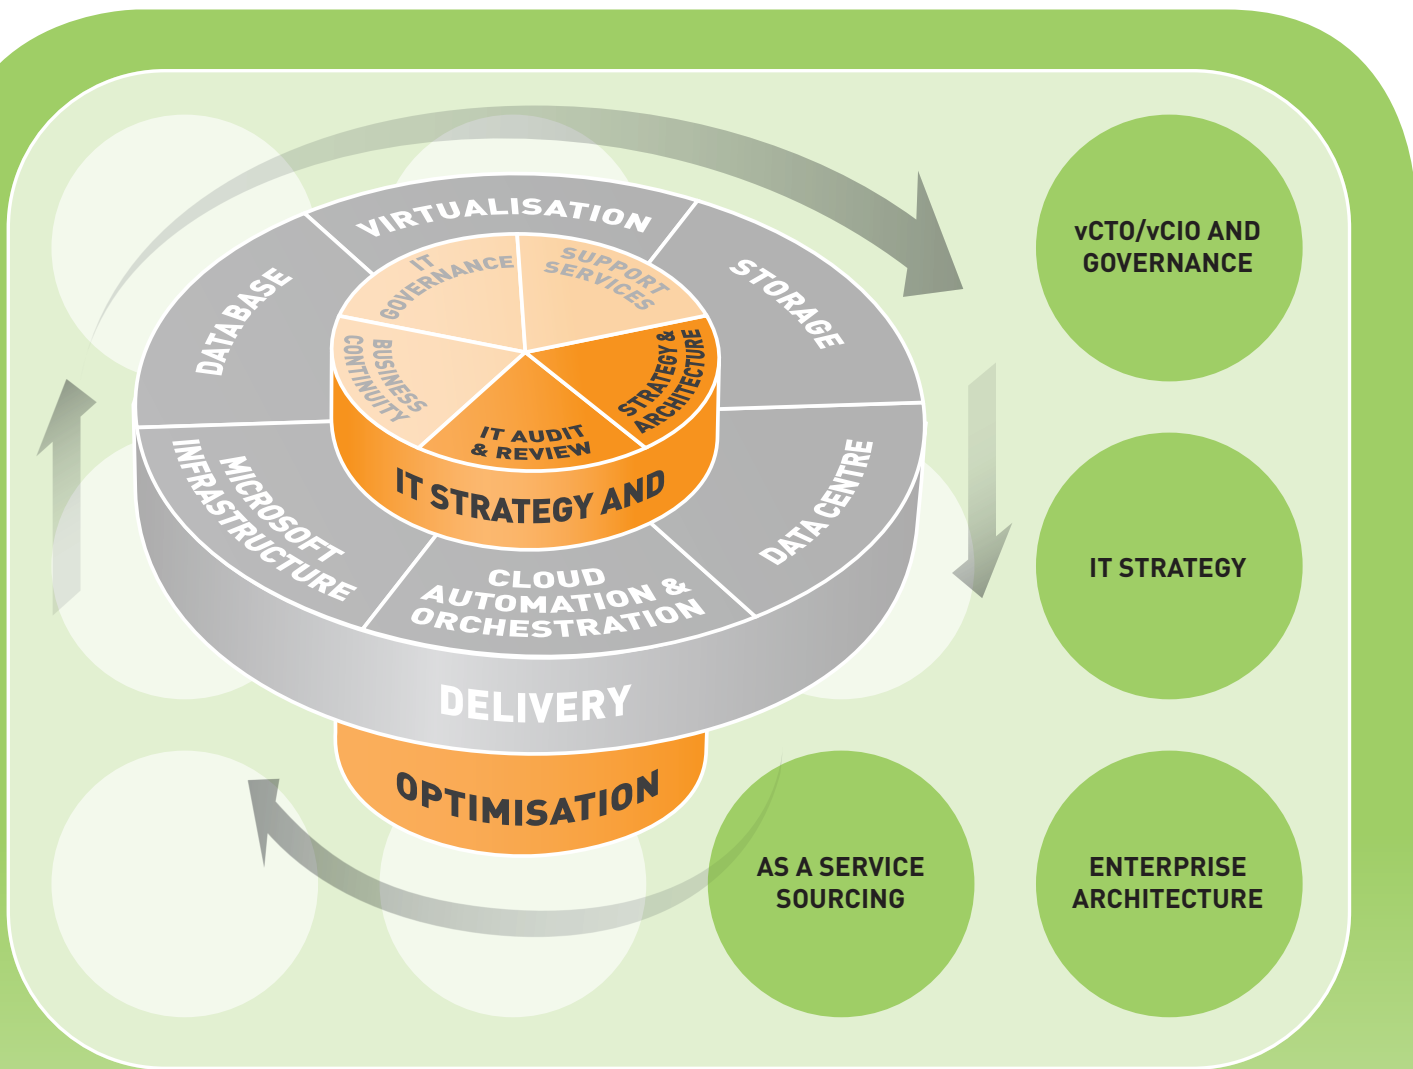 VIRTUALISATION
STORAGE
DATA CENTRE
CLOUD
AUTOMATION &
ORCHESTRATION
MICROSOFT
INFRASTRUCTURE
DATABASE
IT
GOVERNANCE
SUPPORT
SERVICES
STRATEGY &
ARCHITECTURE
IT AUDIT
& REVIEW
BUSINESS
CONTINUITY
IT STRATEGY AND
DELIVERY
OPTIMISATION
vCTO/vCIO AND
GOVERNANCE
IT STRATEGY
AS A SERVICE
SOURCING
ENTERPRISE
ARCHITECTURE